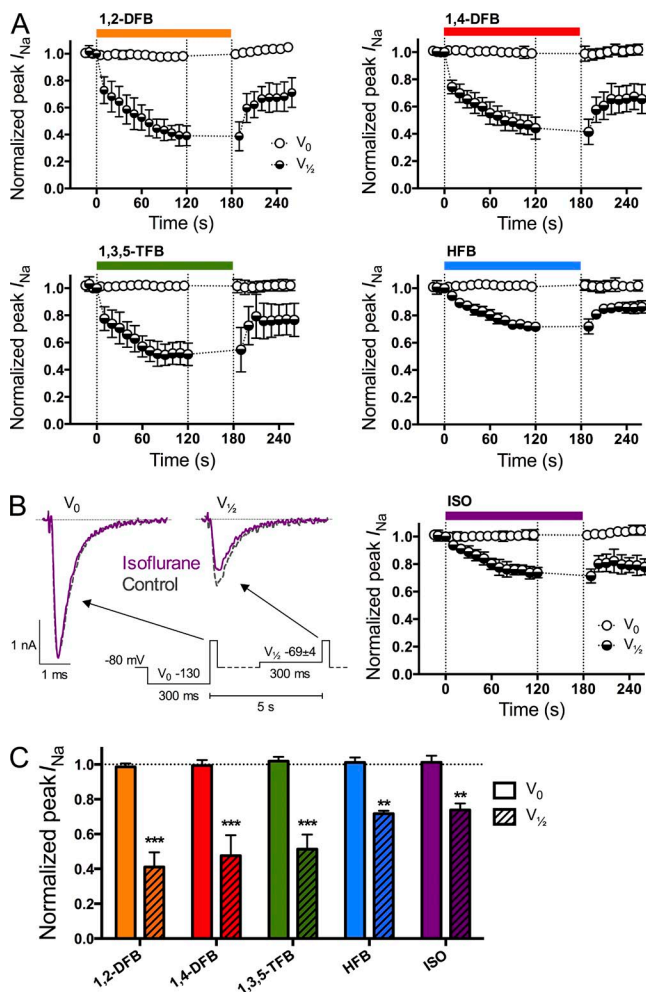 A
1,2-DFB
Normalized peak I Na
1.0
0.8
0.6
0.4
0.2
0.0
V0
V½
0 60 120 180 240
Time (s)
1,4-DFB
Normalized peak I Na
1.0
0.8
0.6
0.4
0.2
0.0
0 60 120 180 240
Time (s)
1,3,5-TFB
Normalized peak I Na
1.0
0.8
0.6
0.4
0.2
0.0
0 60 120 180 240
Time (s)
HFB
Normalized peak I Na
1.0
0.8
0.6
0.4
0.2
0.0
0 60 120 180 240
Time (s)
B
V0
V½
Isoflurane
Control
1 nA
1 ms
-80 mV
V0 -130
300 ms
V½ -69±4
300 ms
5 s
ISO
Normalized peak I Na
1.0
0.8
0.6
0.4
0.2
0.0
V0
V½
0 60 120 180 240
Time (s)
C
Normalized peak I Na
1.0
0.8
0.6
0.4
0.2
0.0
*** *** *** ** **
V0
V½
1,2-DFB 1,4-DFB 1,3,5-TFB HFB ISO